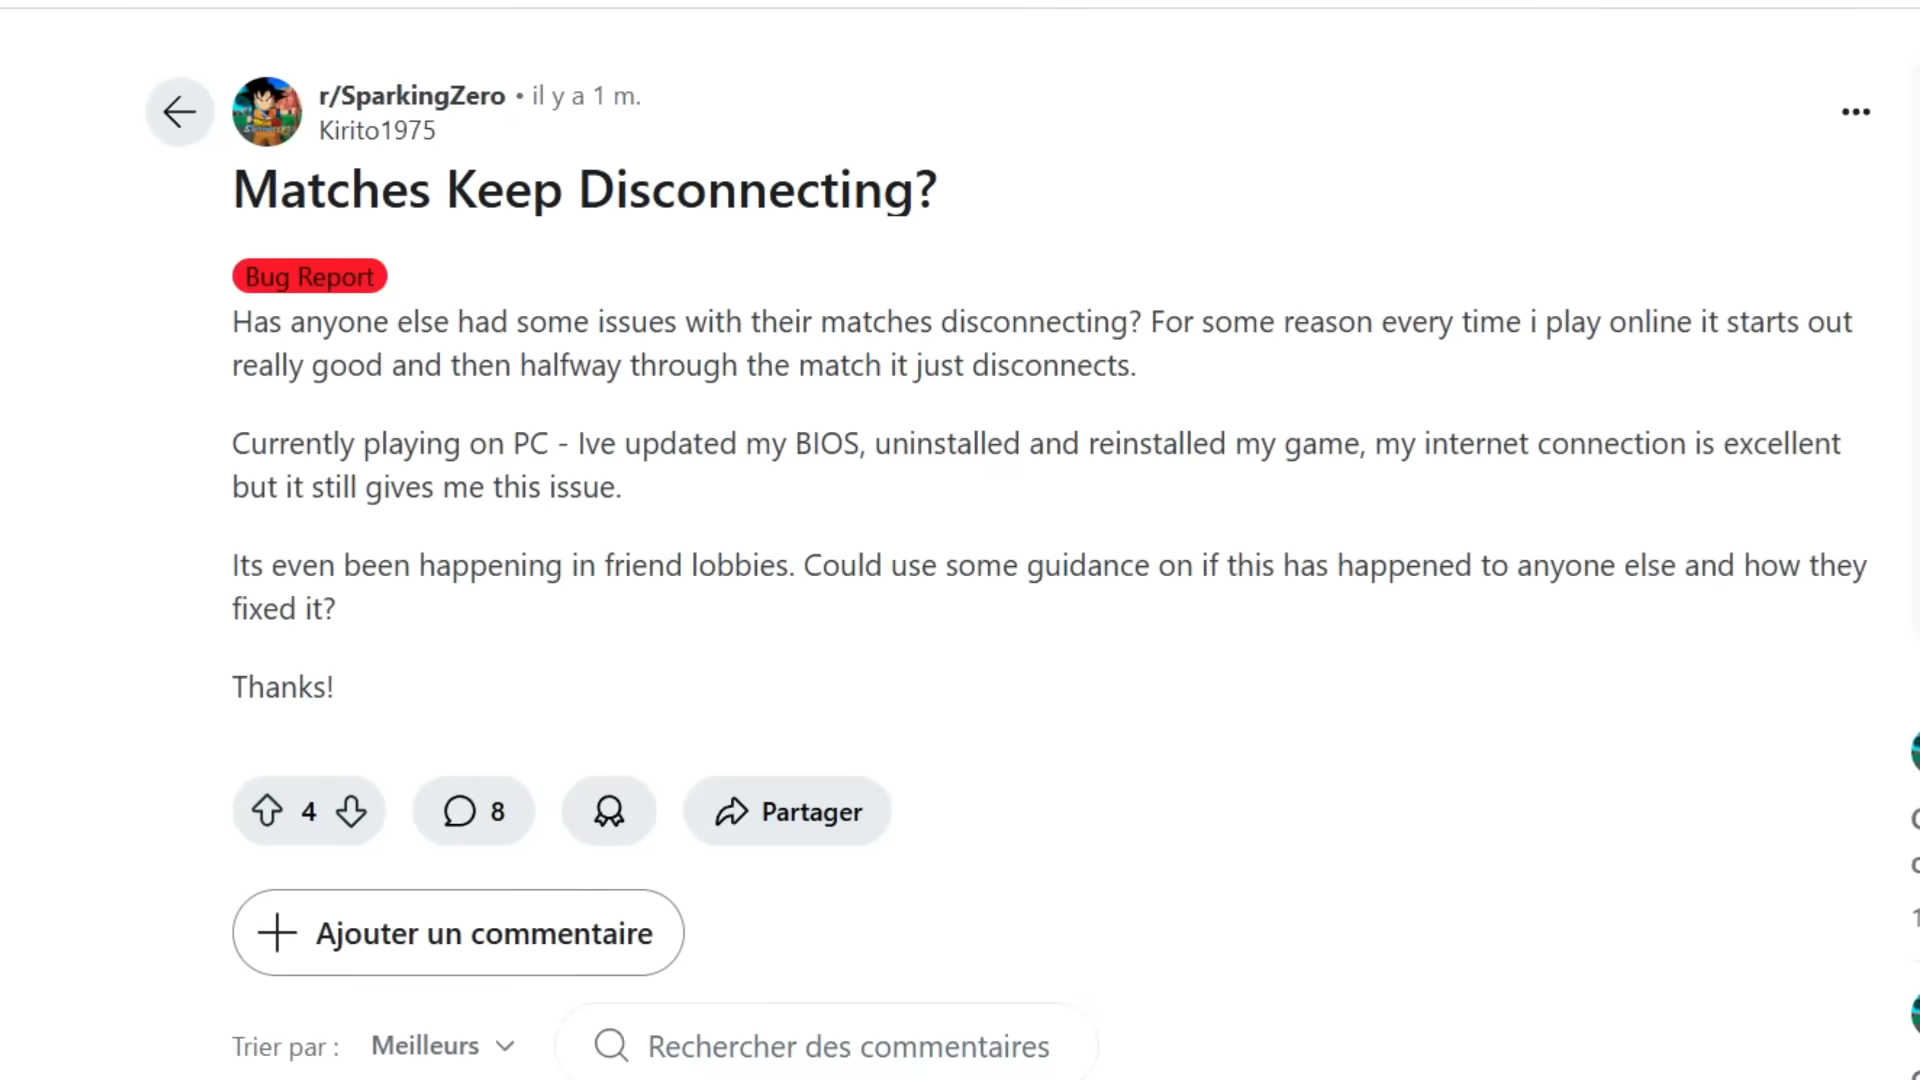 r/SparkingZero • il y a 1 m.
Kirito1975
Matches Keep Disconnecting?
Bug Report
Has anyone else had some issues with their matches disconnecting? For some reason every time i play online it starts out
really good and then halfway through the match it just disconnects.
Currently playing on PC - Ive updated my BIOS, uninstalled and reinstalled my game, my internet connection is excellent
but it still gives me this issue.
Its even been happening in friend lobbies. Could use some guidance on if this has happened to anyone else and how they
fixed it?
Thanks!
4 8 Partager
Ajouter un commentaire
Trier par : Meilleurs Rechercher des commentaires